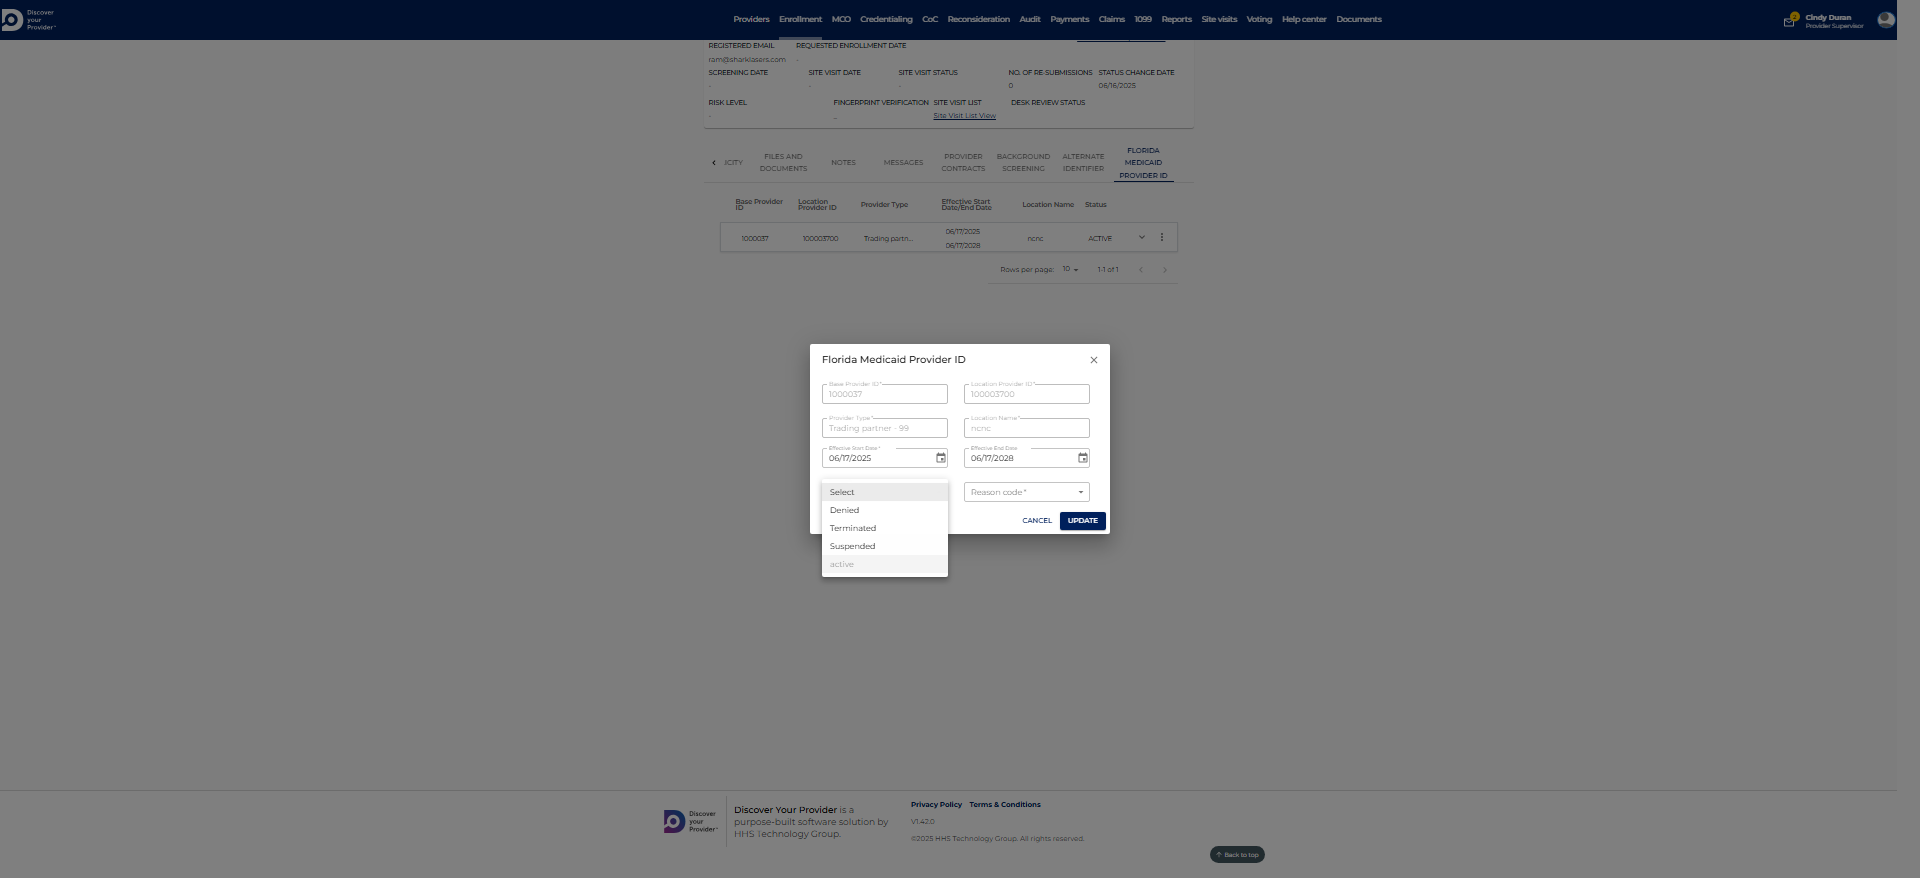 Discover
your
Provider
Providers Enrollment MCO Credentialing CoC Reconsideration Audit Payments Claims 1099 Reports Site visits Voting Help center Documents
Cindy Duran
Provider Supervisor
REGISTERED EMAIL REQUESTED ENROLLMENT DATE
ram@sharklasers.com -
SCREENING DATE SITE VISIT DATE SITE VISIT STATUS NO. OF RE-SUBMISSIONS STATUS CHANGE DATE
- - - 0 06/16/2025
RISK LEVEL FINGERPRINT VERIFICATION SITE VISIT LIST DESK REVIEW STATUS
- _ Site Visit List View
FILES AND DOCUMENTS NOTES MESSAGES PROVIDER CONTRACTS BACKGROUND SCREENING ALTERNATE IDENTIFIER FLORIDA MEDICAID PROVIDER ID
Base Provider ID Location Provider ID Provider Type Effective Start Date/End Date Location Name Status
1000037 100003700 Trading partn... 06/17/2025 06/17/2028 ncnc ACTIVE
Rows per page: 10 1-1 of 1
Florida Medicaid Provider ID
Base Provider ID * Location Provider ID *
1000037 100003700
Provider Type * Location Name *
Trading partner - 99 ncnc
Effective Start Date * Effective End Date
06/17/2025 06/17/2028
Select Reason code *
Denied
CANCEL UPDATE
Terminated
Suspended
active
Discover
your
Provider
Discover Your Provider is a
purpose-built software solution by
HHS Technology Group.
Privacy Policy Terms & Conditions
V1.42.0
©2025 HHS Technology Group. All rights reserved.
Back to top